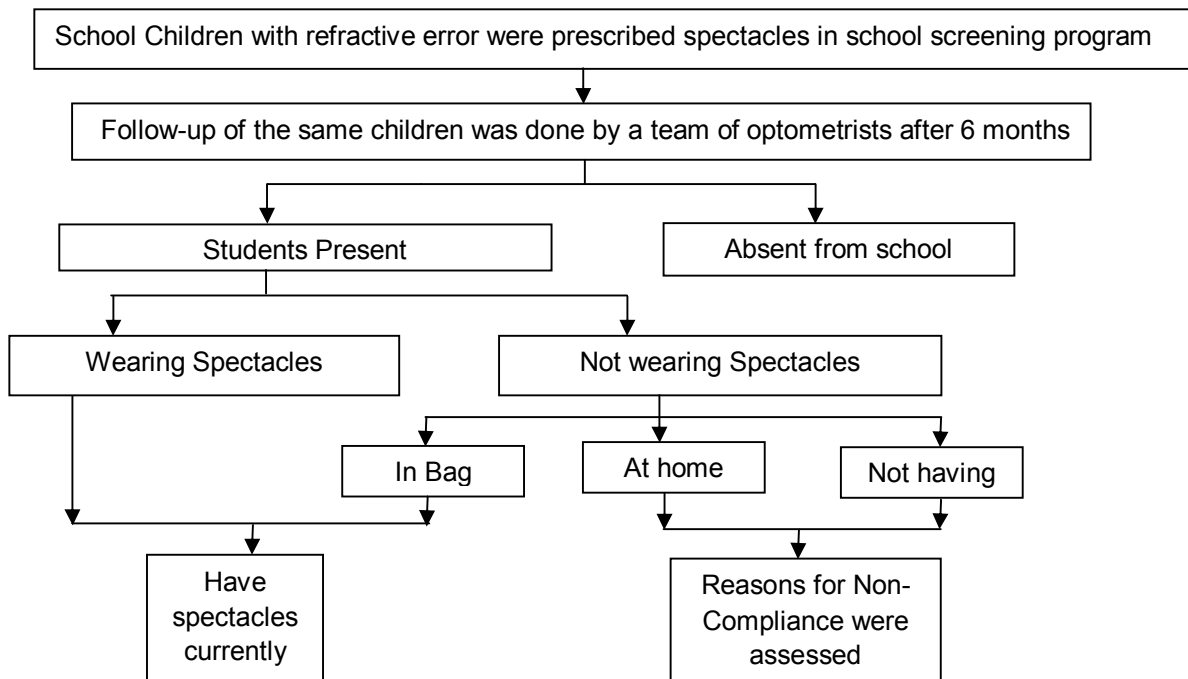 School Children with refractive error were prescribed spectacles in school screening program
Follow-up of the same children was done by a team of optometrists after 6 months
Students Present
Absent from school
Wearing Spectacles
Not wearing Spectacles
In Bag
At home
Not having
Have
spectacles
currently
Reasons for Non-
Compliance were
assessed